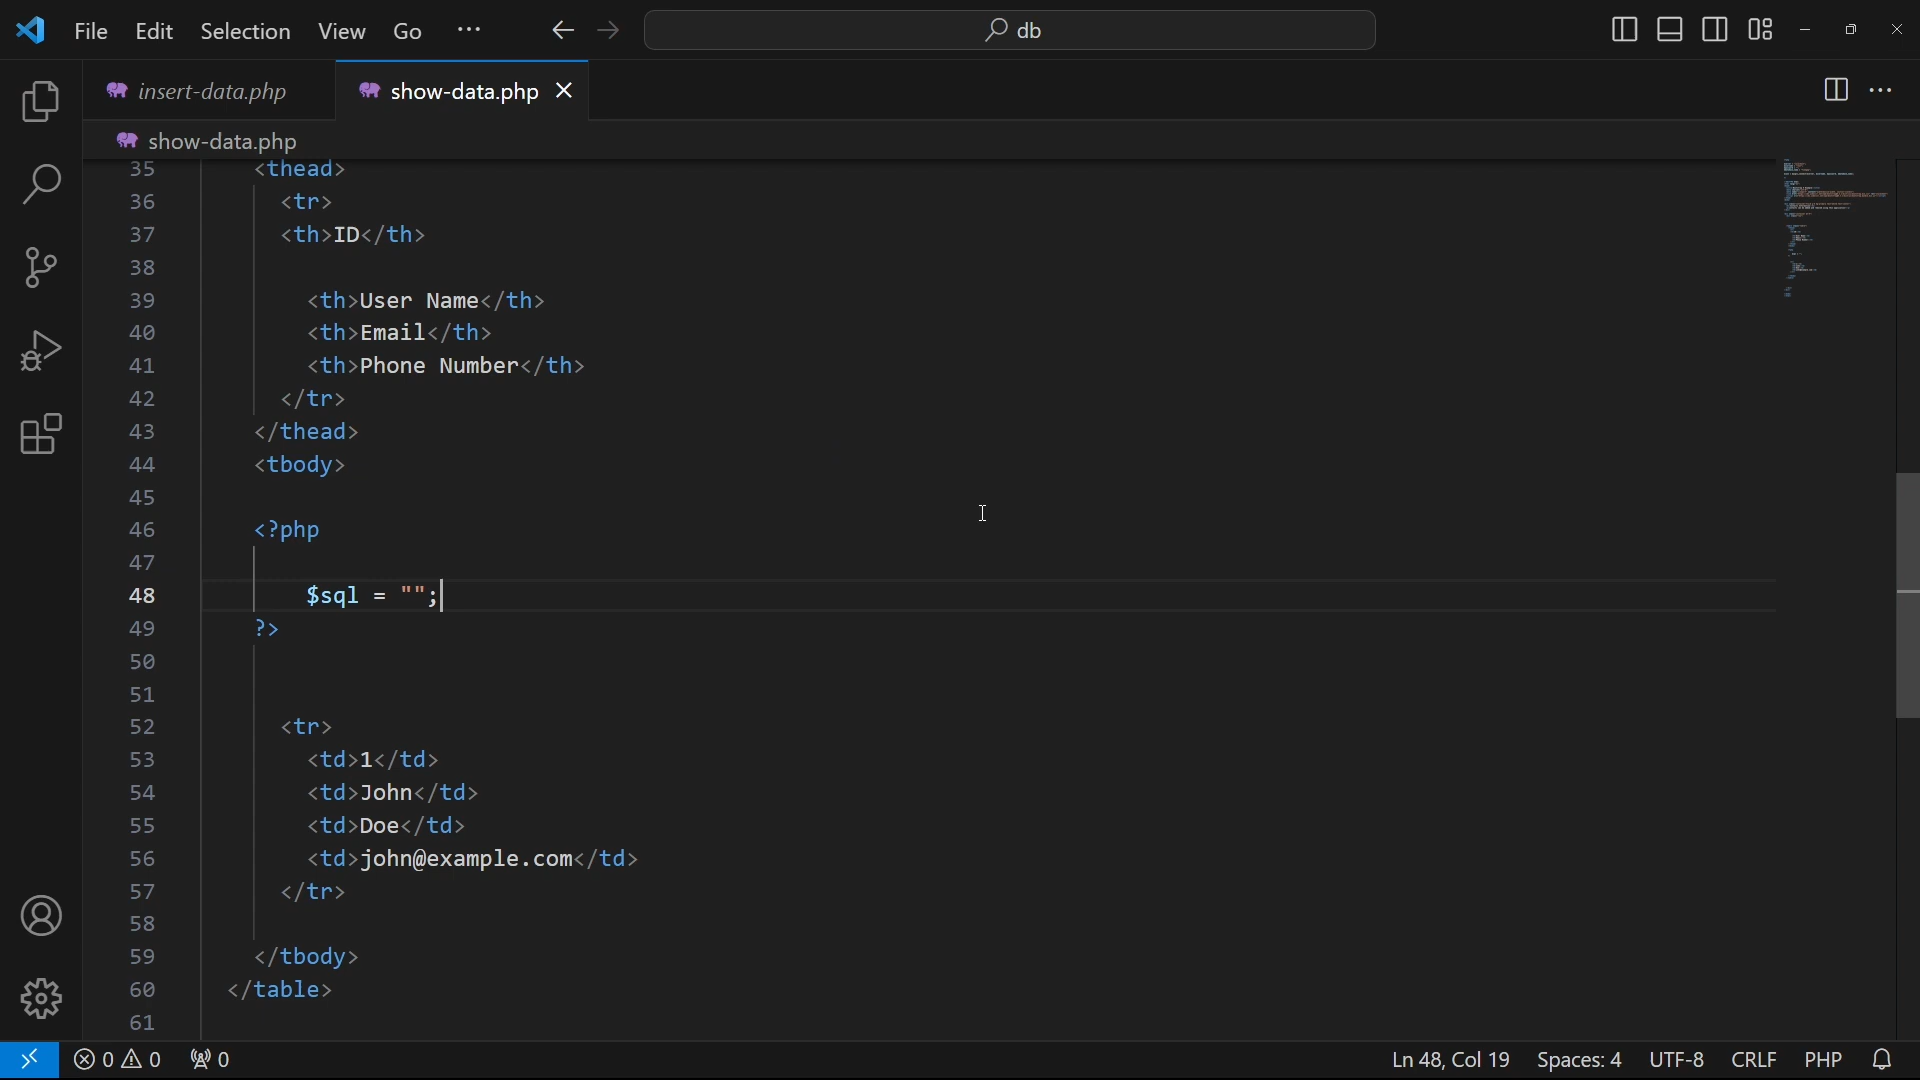 File Edit Selection View Go ··· db
insert-data.php show-data.php
show-data.php
35 <thead>
36 <tr>
37 <th>ID</th>
38
39 <th>User Name</th>
40 <th>Email</th>
41 <th>Phone Number</th>
42 </tr>
43 </thead>
44 <tbody>
45
46 <?php
47
48 $sql = "";
49 ?>
50
51
52 <tr>
53 <td>1</td>
54 <td>John</td>
55 <td>Doe</td>
56 <td>john@example.com</td>
57 </tr>
58
59 </tbody>
60 </table>
61
0 0 0 Ln 48, Col 19 Spaces: 4 UTF-8 CRLF PHP